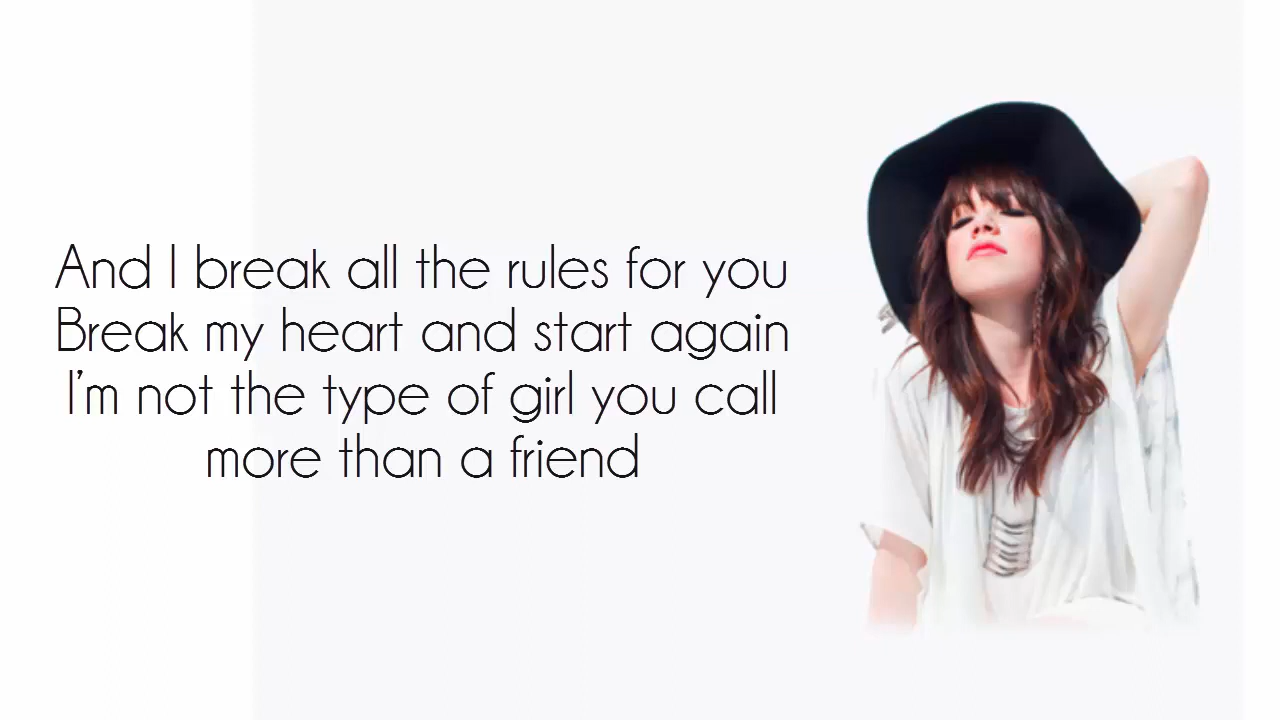 And I break all the rules for you
Break my heart and start again
I'm not the type of girl you call
more than a friend